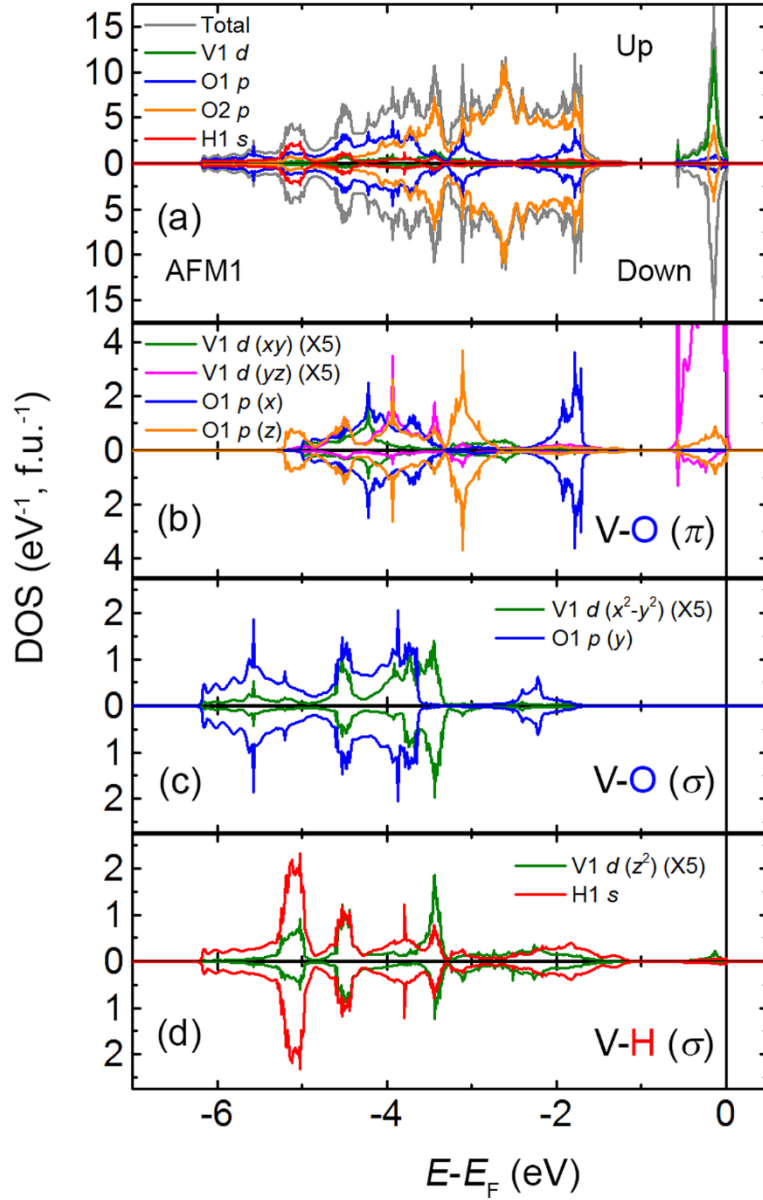 Total
V1 d
O1 p
O2 p
H1 s
Up
15
10
5
0
5
10
15
(a)
AFM1
Down
V1 d (xy) (X5)
V1 d (yz) (X5)
O1 p (x)
O1 p (z)
4
2
0
2
4
(b)
V-O (π)
V1 d (x²-y²) (X5)
O1 p (y)
2
1
0
1
2
(c)
V-O (σ)
V1 d (z²) (X5)
H1 s
2
1
0
1
2
(d)
V-H (σ)
DOS (eV⁻¹, f.u.⁻¹)
-6
-4
-2
0
E-E_F (eV)